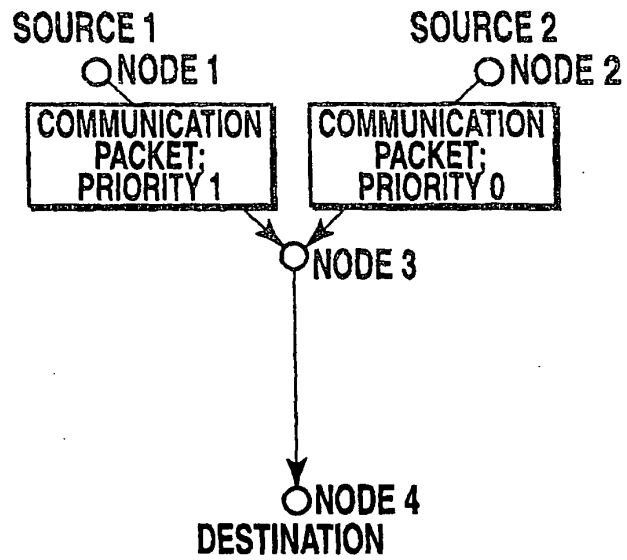 SOURCE 1
SOURCE 2
NODE 1
NODE 2
COMMUNICATION
PACKET;
PRIORITY 1
COMMUNICATION
PACKET;
PRIORITY 0
NODE 3
NODE 4
DESTINATION